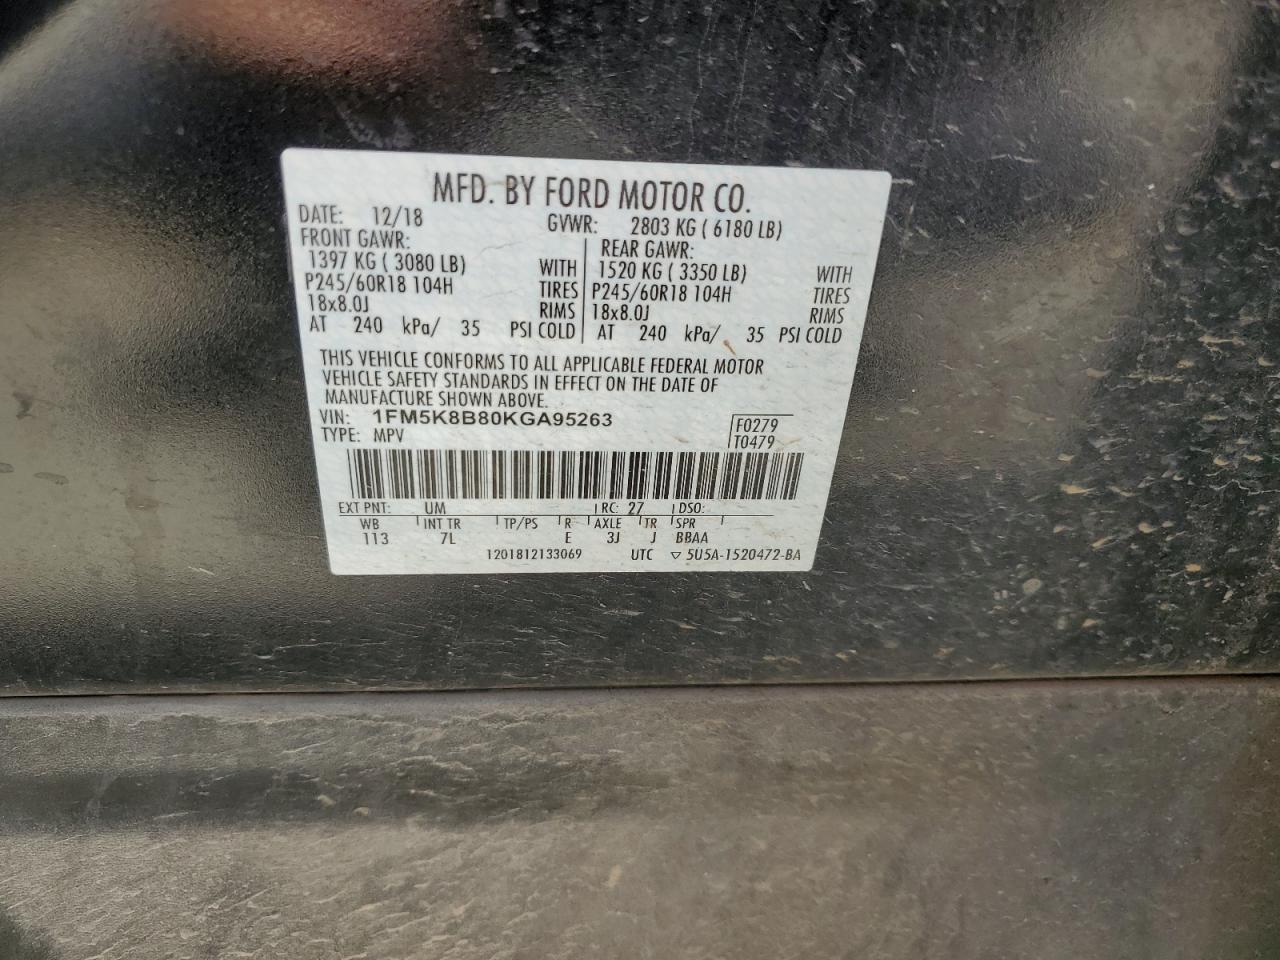 MFD. BY FORD MOTOR CO.
DATE: 12/18 GVWR: 2803 KG ( 6180 LB)
FRONT GAWR: REAR GAWR:
1397 KG ( 3080 LB) WITH 1520 KG ( 3350 LB) WITH
P245/60R18 104H TIRES P245/60R18 104H TIRES
18x8.0J RIMS 18x8.0J RIMS
AT 240 kPa/ 35 PSI COLD AT 240 kPa/ 35 PSI COLD
THIS VEHICLE CONFORMS TO ALL APPLICABLE FEDERAL MOTOR
VEHICLE SAFETY STANDARDS IN EFFECT ON THE DATE OF
MANUFACTURE SHOWN ABOVE.
VIN: 1FM5K8B80KGA95263 F0279
TYPE: MPV T0479
EXT PNT: UM RC: 27 DSO:
WB INT TR TP/PS R AXLE TR SPR
113 7L E 3J J BBAA
1201812133069 UTC ▽ 5U5A-1520472-BA